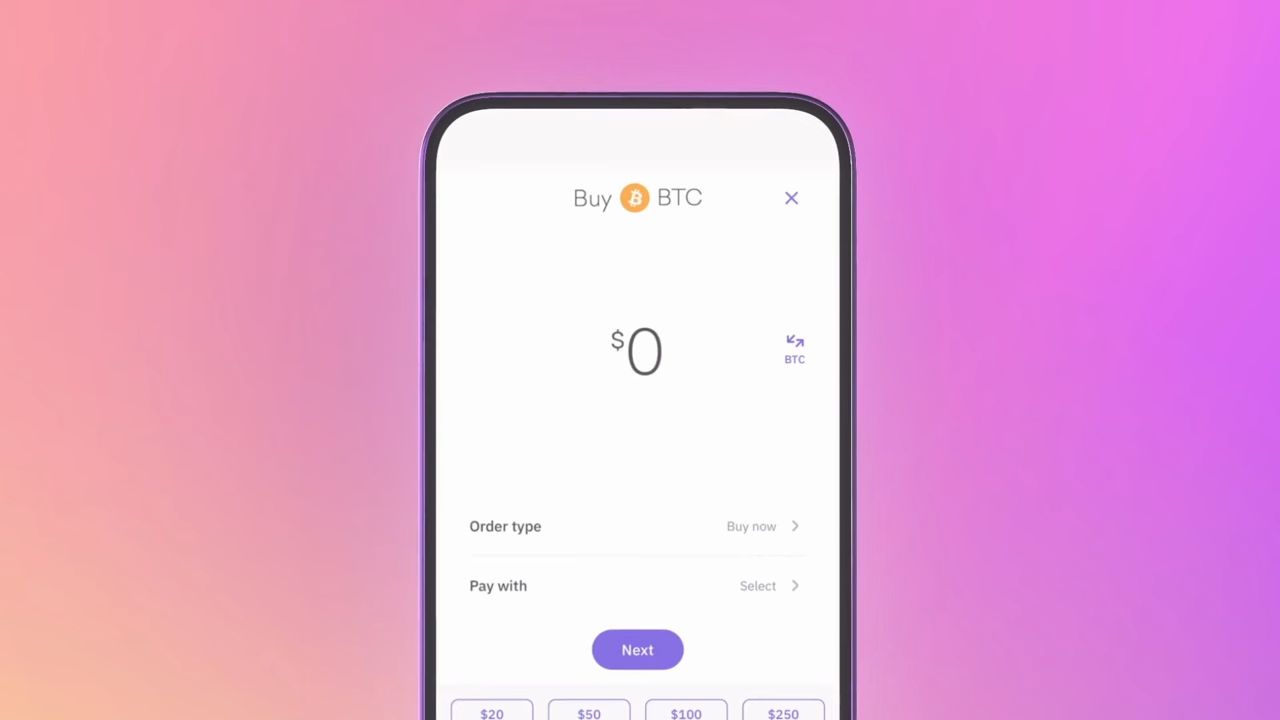 Buy BTC
$0
BTC
Order type Buy now
Pay with Select
Next
$20 $50 $100 $250